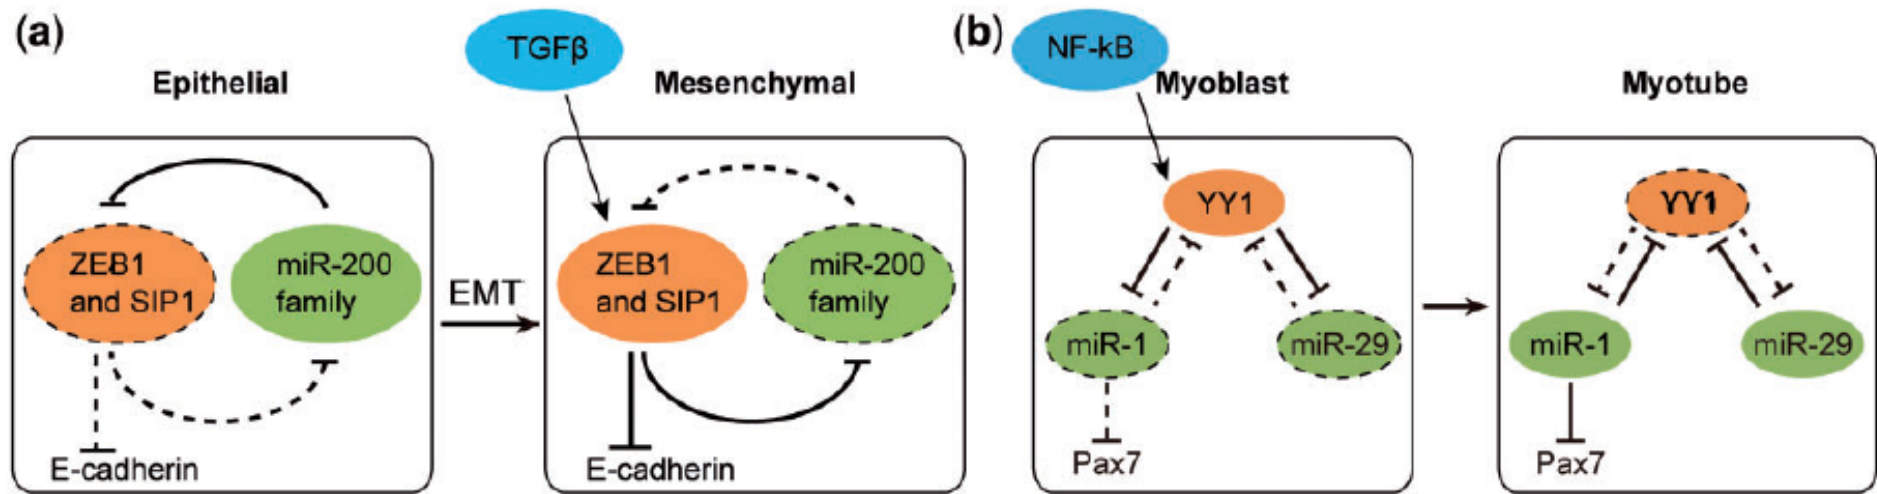 (a)
TGFβ
Epithelial
Mesenchymal
ZEB1
and SIP1
miR-200
family
E-cadherin
EMT
ZEB1
and SIP1
miR-200
family
E-cadherin
(b)
NF-kB
Myoblast
Myotube
YY1
miR-1
miR-29
Pax7
YY1
miR-1
miR-29
Pax7